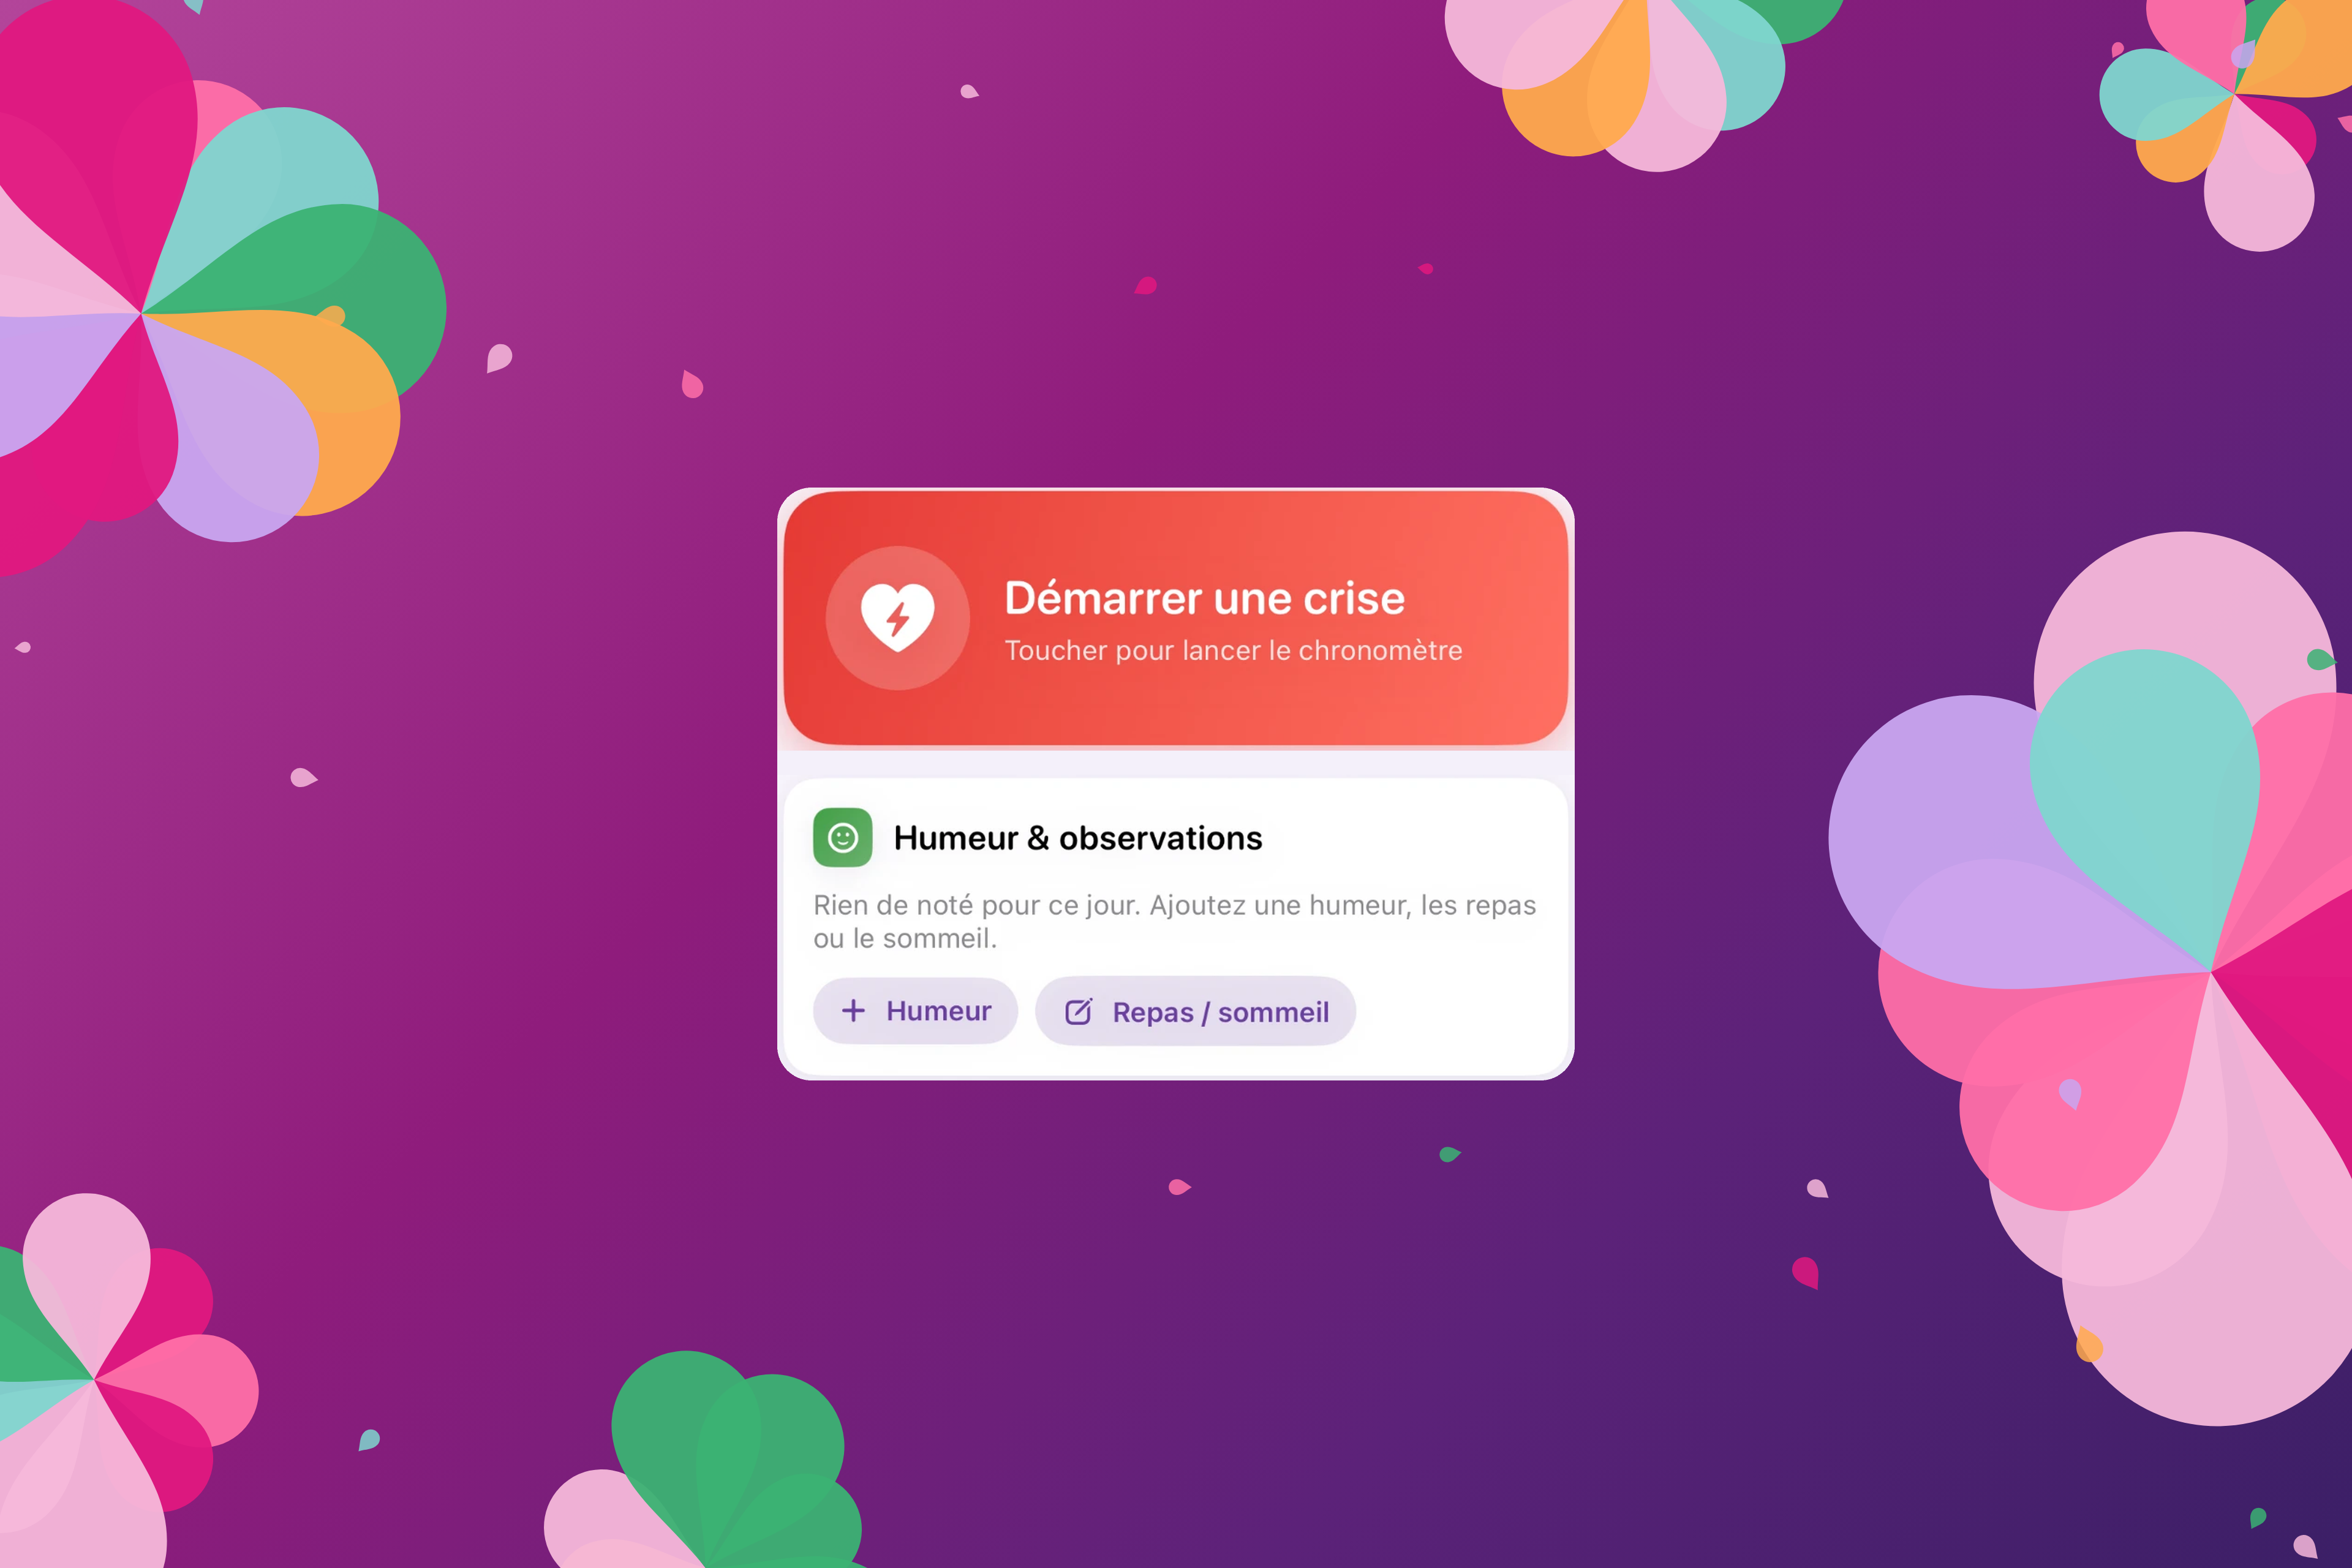 Démarrer une crise
Toucher pour lancer le chronomètre
Humeur & observations
Rien de noté pour ce jour. Ajoutez une humeur, les repas
ou le sommeil.
Humeur
Repas / sommeil